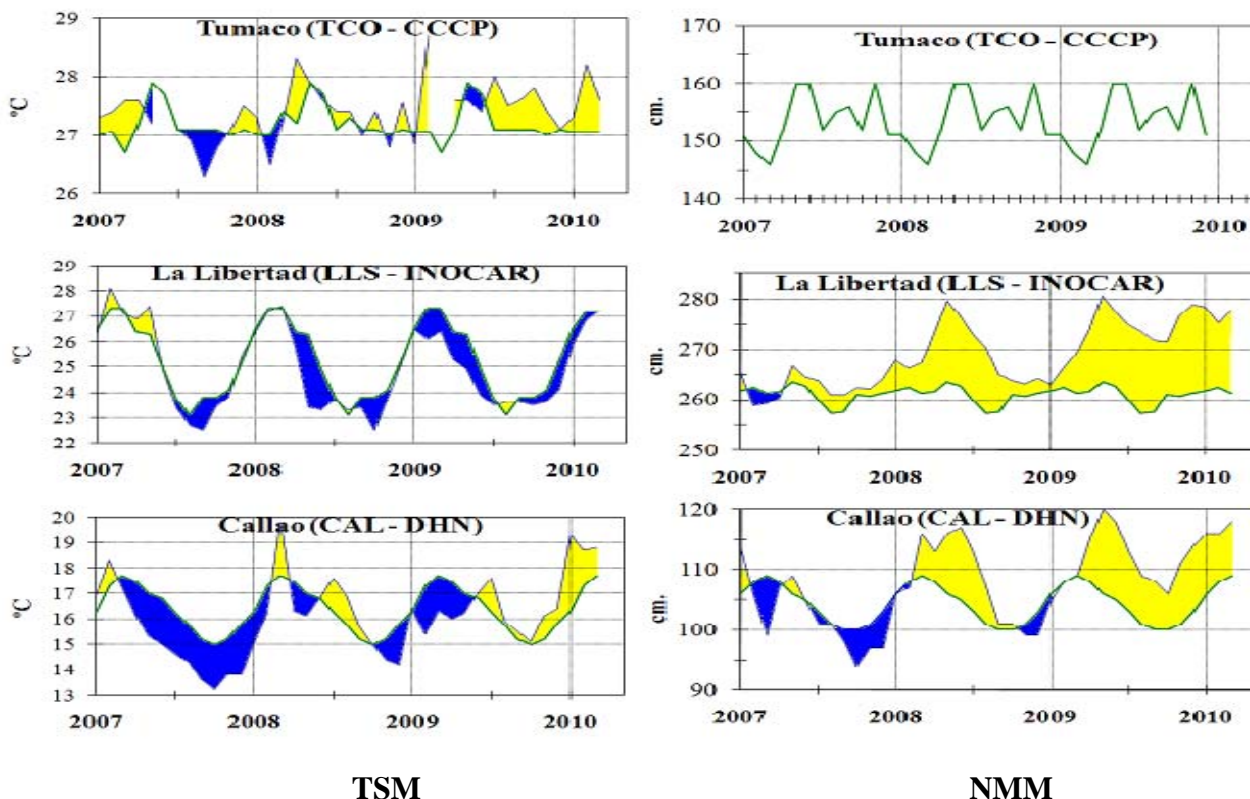 Tumaco (TCO - CCCP)
°C
29
28
27
26
2007 2008 2009 2010
Tumaco (TCO - CCCP)
cm.
170
160
150
140
2007 2008 2009 2010
La Libertad (LLS - INOCAR)
°C
29
28
27
26
25
24
23
22
2007 2008 2009 2010
La Libertad (LLS - INOCAR)
cm.
280
270
260
250
2007 2008 2009 2010
Callao (CAL - DHN)
°C
20
19
18
17
16
15
14
13
2007 2008 2009 2010
Callao (CAL - DHN)
cm.
120
110
100
90
2007 2008 2009 2010
TSM
NMM